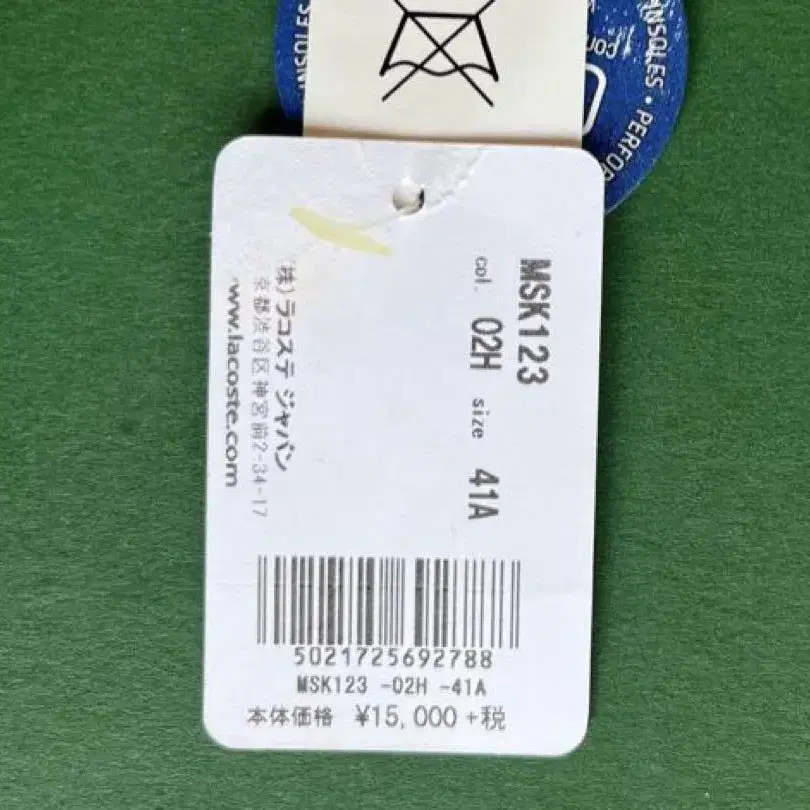 ANSOLES • PERFOR
MSK123
col. 02H size 41A
株)ラコステ ジャパン
京都渋谷区神宮前2-34-17
www.lacoste.com
5021725692788
MSK123 -02H -41A
本体価格 ¥15,000+税